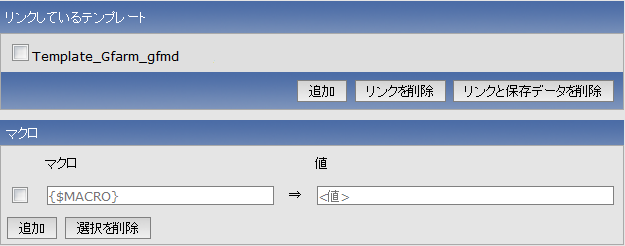 リンクしているテンプレート
Template_Gfarm_gfmd
追加 リンクを削除 リンクと保存データを削除
マクロ
マクロ 値
{$MACRO} ⇒ <値>
追加 選択を削除